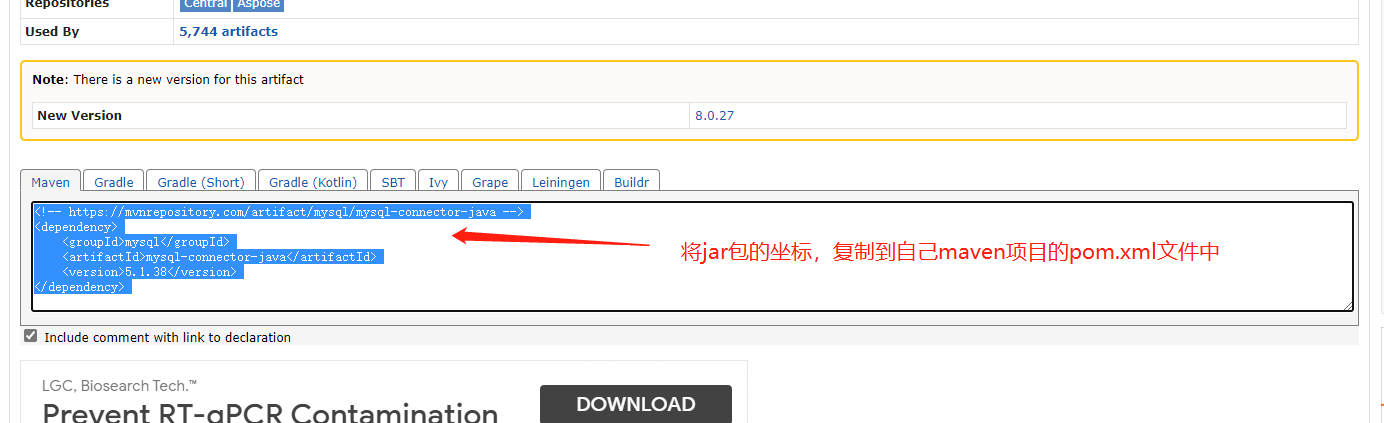 Repositories Central Aspose
Used By 5,744 artifacts
Note: There is a new version for this artifact
New Version 8.0.27
Maven Gradle Gradle (Short) Gradle (Kotlin) SBT Ivy Grape Leiningen Buildr
<!-- https://mvnrepository.com/artifact/mysql/mysql-connector-java -->
<dependency>
    <groupId>mysql</groupId>
    <artifactId>mysql-connector-java</artifactId>
    <version>5.1.38</version>
</dependency>
将jar包的坐标，复制到自己maven项目的pom.xml文件中
Include comment with link to declaration
LGC, Biosearch Tech.™
Prevent RT-qPCR Contamination
DOWNLOAD